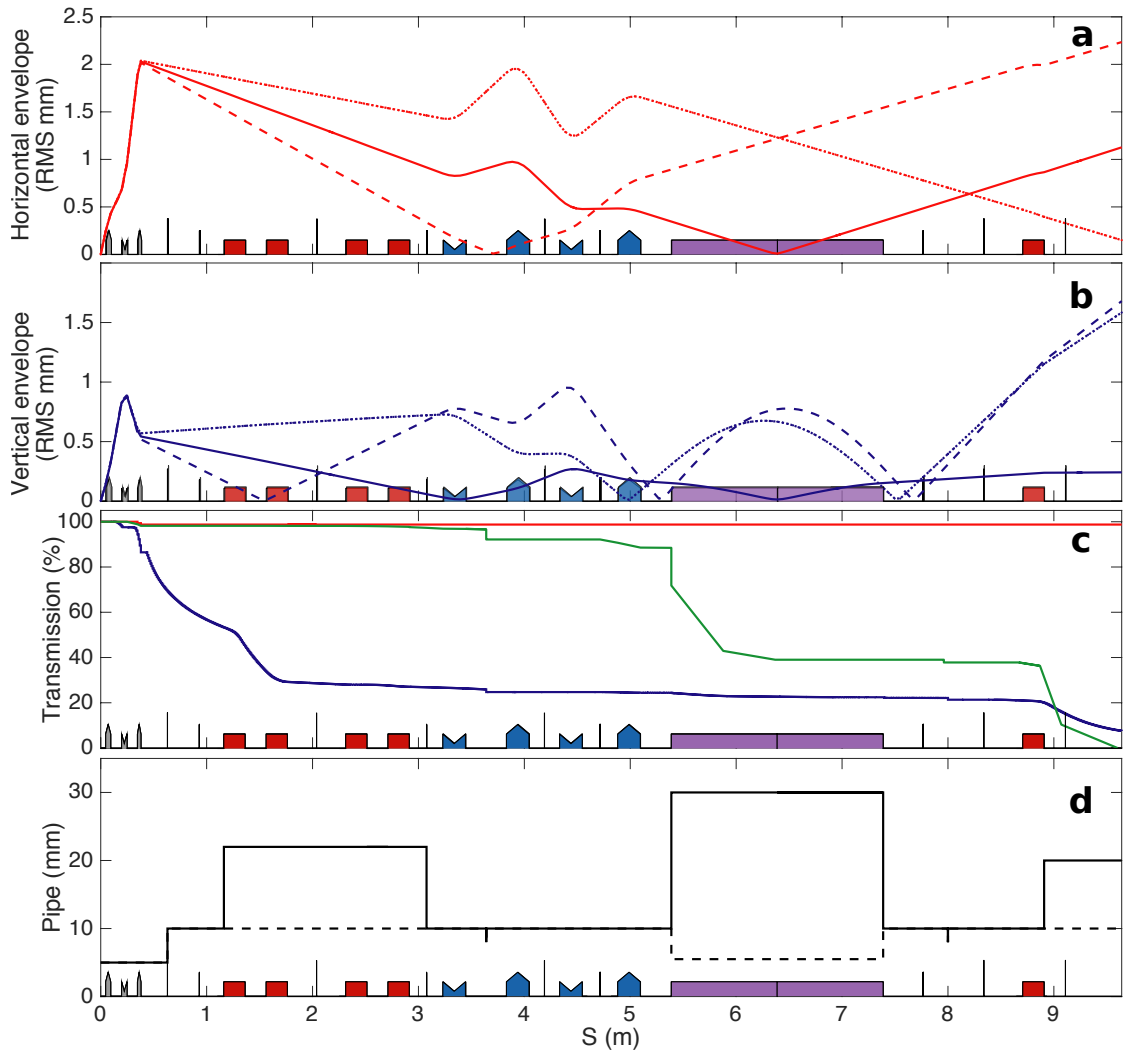 2.5
2
1.5
1
0.5
0
Horizontal envelope
(RMS mm)
a
1.5
1
0.5
0
Vertical envelope
(RMS mm)
b
100
80
60
40
20
0
Transmission (%)
c
30
20
10
0
Pipe (mm)
d
0 1 2 3 4 5 6 7 8 9
S (m)